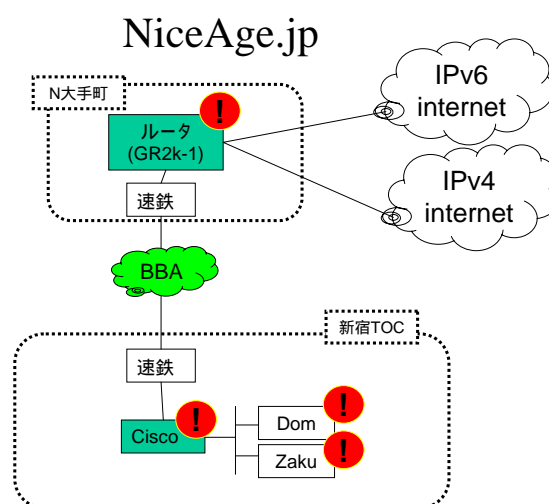 NiceAge.jp
N大手町
ルータ
(GR2k-1)
!
IPv6
internet
IPv4
internet
速鉄
BBA
新宿TOC
速鉄
Cisco
!
Dom
!
Zaku
!